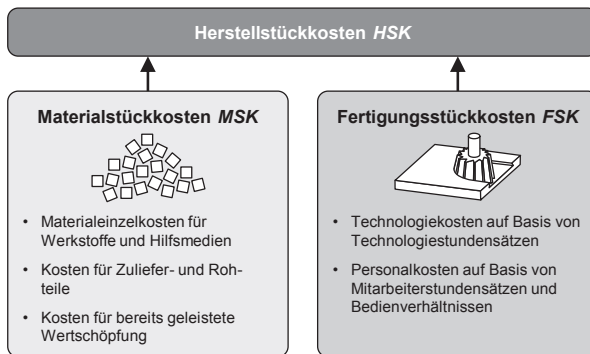 Herstellstückkosten HSK
Materialstückkosten MSK
• Materialeinzelkosten für
Werkstoffe und Hilfsmedien
• Kosten für Zuliefer- und Roh-
teile
• Kosten für bereits geleistete
Wertschöpfung
Fertigungsstückkosten FSK
• Technologiekosten auf Basis von
Technologiestundensätzen
• Personalkosten auf Basis von
Mitarbeiterstundensätzen und
Bedienverhältnissen